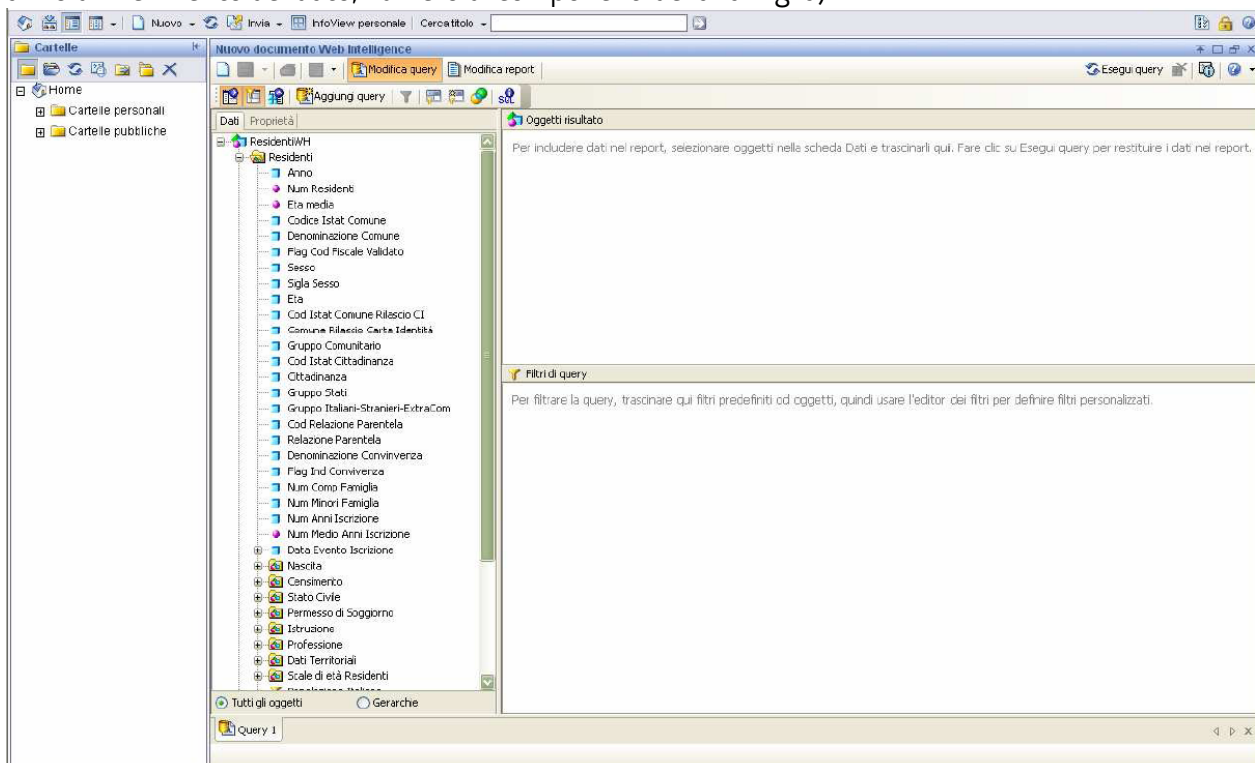 Nuovo
Invia
InfoView personale
Cerca titolo
Cartelle
Home
Cartelle personali
Cartelle pubbliche
Nuovo documento Web Intelligence
Modifica query
Modifica report
Esegui query
Aggiungi query
SQL
Dati
Proprietà
ResidentiWH
Residenti
Anno
Num Residenti
Eta media
Codice Istat Comune
Denominazione Comune
Flag Cod Fiscale Validato
Sesso
Sigla Sesso
Eta
Cod Istat Comune Rilascio CI
Comune Rilascio Carta Identità
Gruppo Comunitario
Cod Istat Cittadinanza
Cittadinanza
Gruppo Stati
Gruppo Italiani-Stranieri-ExtraCom
Cod Relazione Parentela
Relazione Parentela
Denominazione Convinverza
Flag Ind Convivenza
Num Comp Famiglia
Num Minori Famiglia
Num Anni Iscrizione
Num Medio Anni Iscrizione
Data Evento Iscrizione
Nascita
Censimento
Stato Civile
Permesso di Soggiorno
Istruzione
Professione
Dati Territoriali
Scale di età Residenti
Tutti gli oggetti
Gerarchie
Oggetti risultato
Per includere dati nel report, selezionare oggetti nella scheda Dati e trascinarli qui. Fare clic su Esegui query per restituire i dati nel report.
Filtri di query
Per filtrare la query, trascinare qui filtri predefiniti od oggetti, quindi usare l'editor dei filtri per definire filtri personalizzati.
Query 1